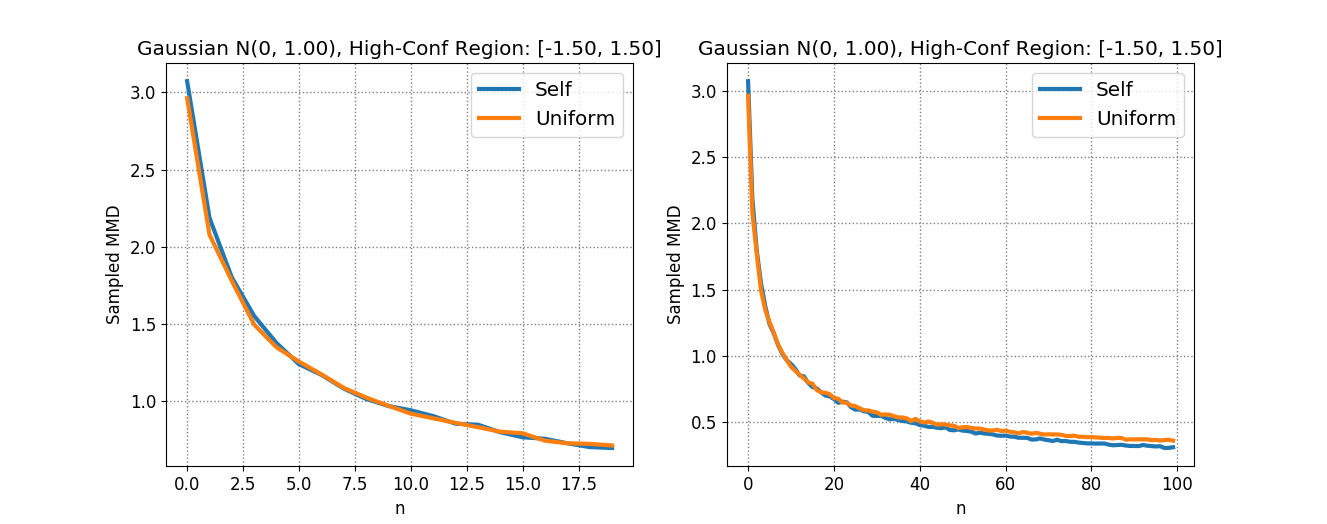 Gaussian N(0, 1.00), High-Conf Region: [-1.50, 1.50]
Self
Uniform
Sampled MMD
3.0
2.5
2.0
1.5
1.0
0.0 2.5 5.0 7.5 10.0 12.5 15.0 17.5
n
Gaussian N(0, 1.00), High-Conf Region: [-1.50, 1.50]
Self
Uniform
Sampled MMD
3.0
2.5
2.0
1.5
1.0
0.5
0 20 40 60 80 100
n